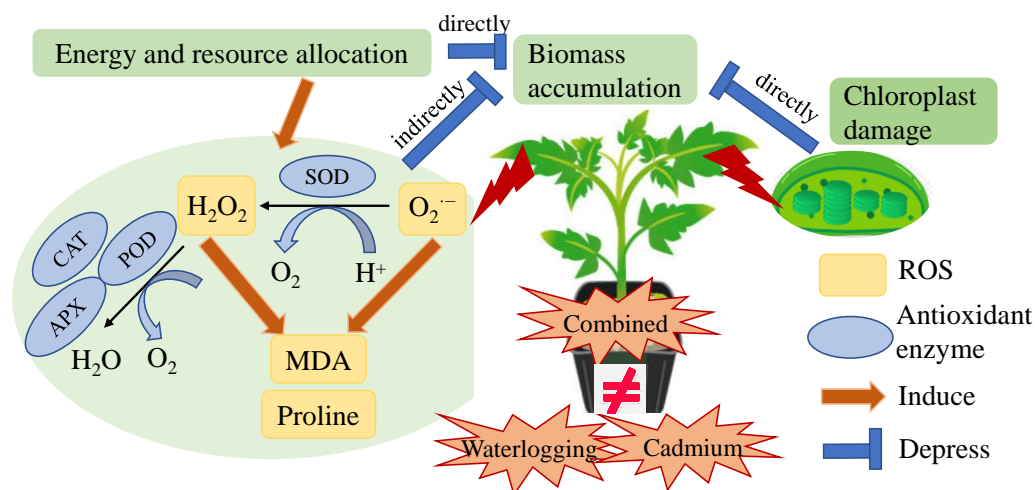 directly
Energy and resource allocation
Biomass
accumulation
indirectly
directly
Chloroplast
damage
SOD
H₂O₂
O₂˙⁻
CAT
POD
APX
O₂
H⁺
H₂O
O₂
MDA
Proline
Combined
≠
Waterlogging
Cadmium
ROS
Antioxidant
enzyme
Induce
Depress